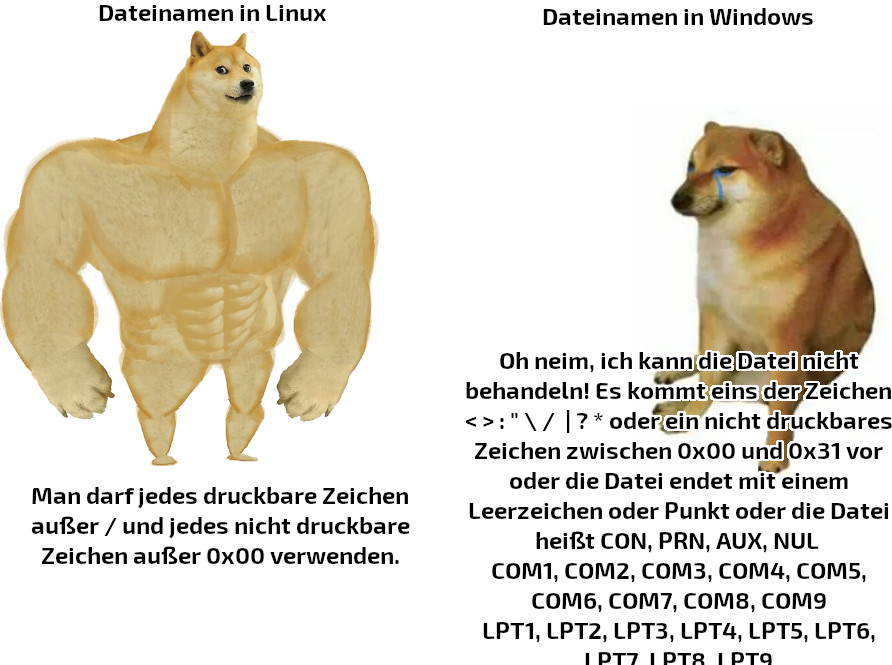 Dateinamen in Linux
Dateinamen in Windows
Man darf jedes druckbare Zeichen
außer / und jedes nicht druckbare
Zeichen außer 0x00 verwenden.
Oh neim, ich kann die Datei nicht
behandeln! Es kommt eins der Zeichen
< > : " \ / | ? * oder ein nicht druckbares
Zeichen zwischen 0x00 und 0x31 vor
oder die Datei endet mit einem
Leerzeichen oder Punkt oder die Datei
heißt CON, PRN, AUX, NUL
COM1, COM2, COM3, COM4, COM5,
COM6, COM7, COM8, COM9
LPT1, LPT2, LPT3, LPT4, LPT5, LPT6,
LPT7, LPT8, LPT9